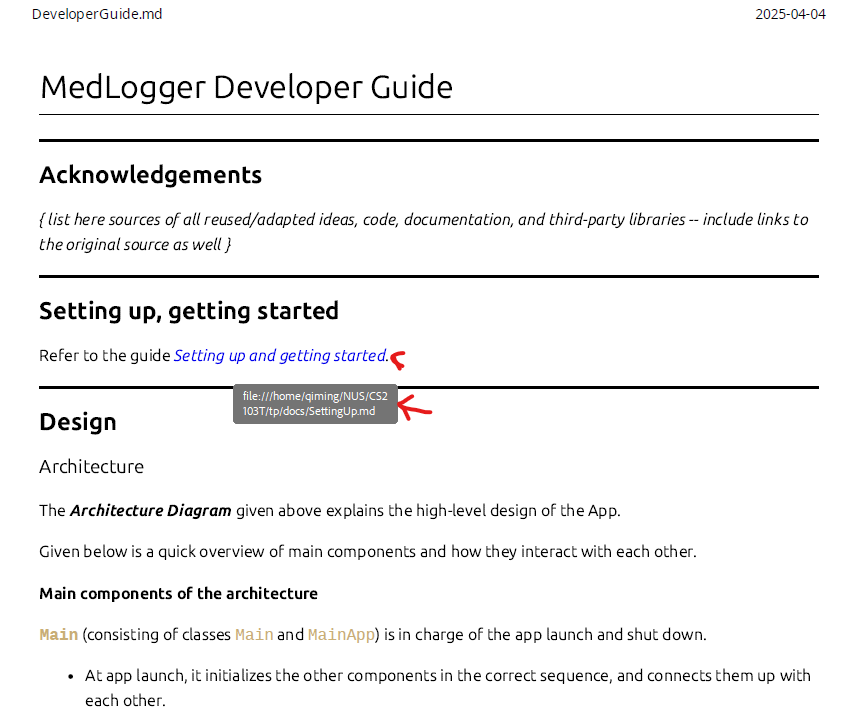 DeveloperGuide.md 2025-04-04
MedLogger Developer Guide
Acknowledgements
{ list here sources of all reused/adapted ideas, code, documentation, and third-party libraries -- include links to
the original source as well }
Setting up, getting started
Refer to the guide Setting up and getting started.
file:///home/qiming/NUS/CS2
103T/tp/docs/SettingUp.md
Design
Architecture
The Architecture Diagram given above explains the high-level design of the App.
Given below is a quick overview of main components and how they interact with each other.
Main components of the architecture
Main (consisting of classes Main and MainApp) is in charge of the app launch and shut down.
• At app launch, it initializes the other components in the correct sequence, and connects them up with
each other.